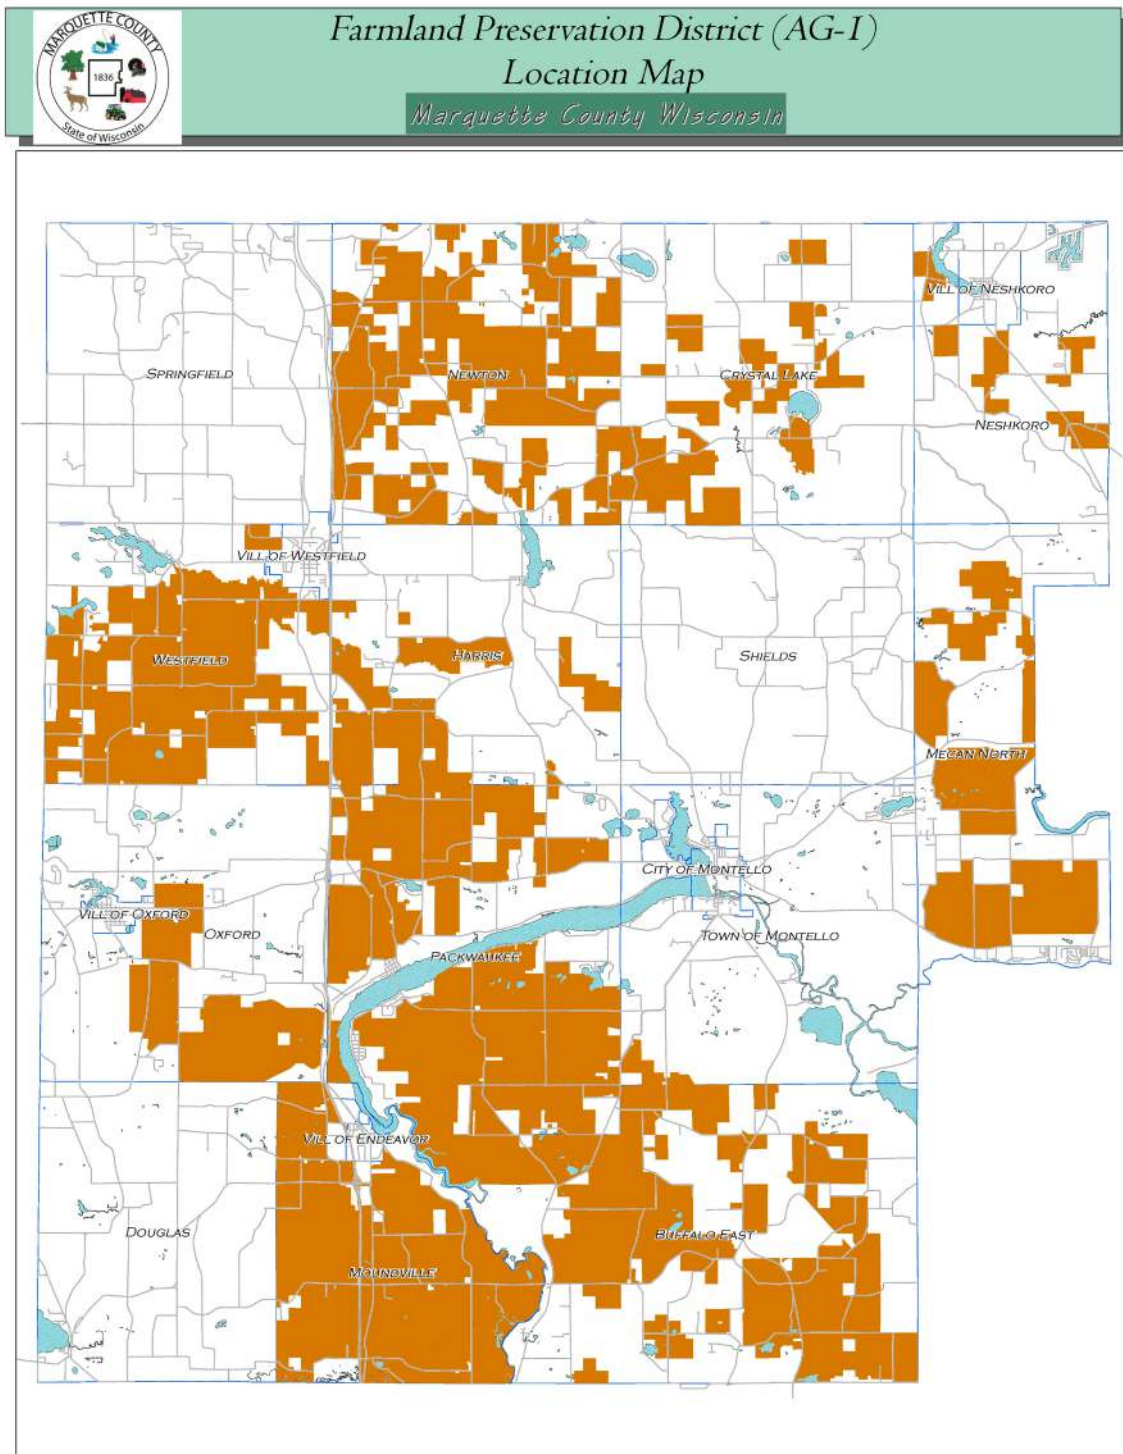 Farmland Preservation District (AG-1)
Location Map
Marquette County Wisconsin
MARQUETTE COUNTY
1836
State of Wisconsin
VILL OF NESHKORO
SPRINGFIELD
NEWTON
CRYSTAL LAKE
NESHKORO
VILL OF WESTFIELD
WESTFIELD
HARRIS
SHIELDS
MECAN NORTH
CITY OF MONTELLO
VILL OF OXFORD
OXFORD
TOWN OF MONTELLO
PACKWAUKEE
VILL OF ENDEAVOR
DOUGLAS
BUFFALO EAST
MOUNDVILLE